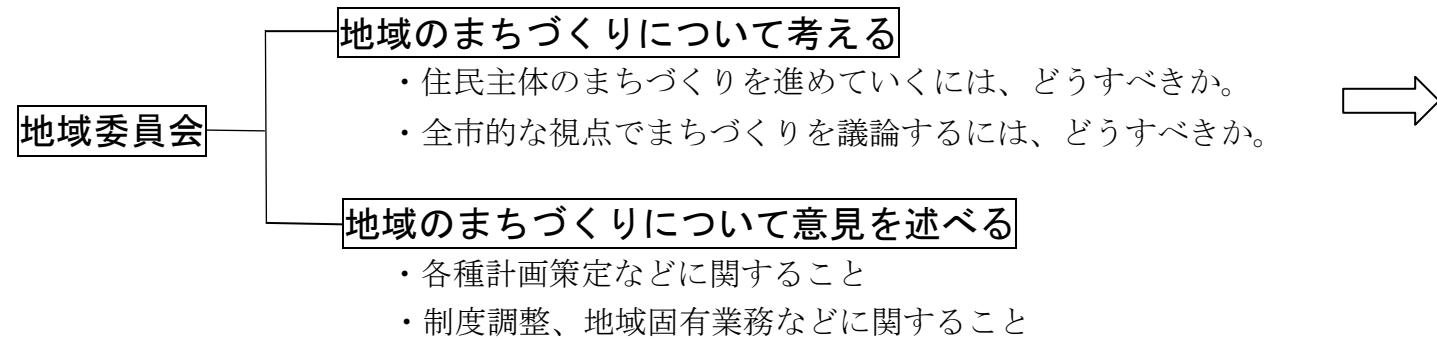 地域のまちづくりについて考える
・住民主体のまちづくりを進めていくには、どうすべきか。
・全市的な視点でまちづくりを議論するには、どうすべきか。
地域委員会
地域のまちづくりについて意見を述べる
・各種計画策定などに関すること
・制度調整、地域固有業務などに関すること